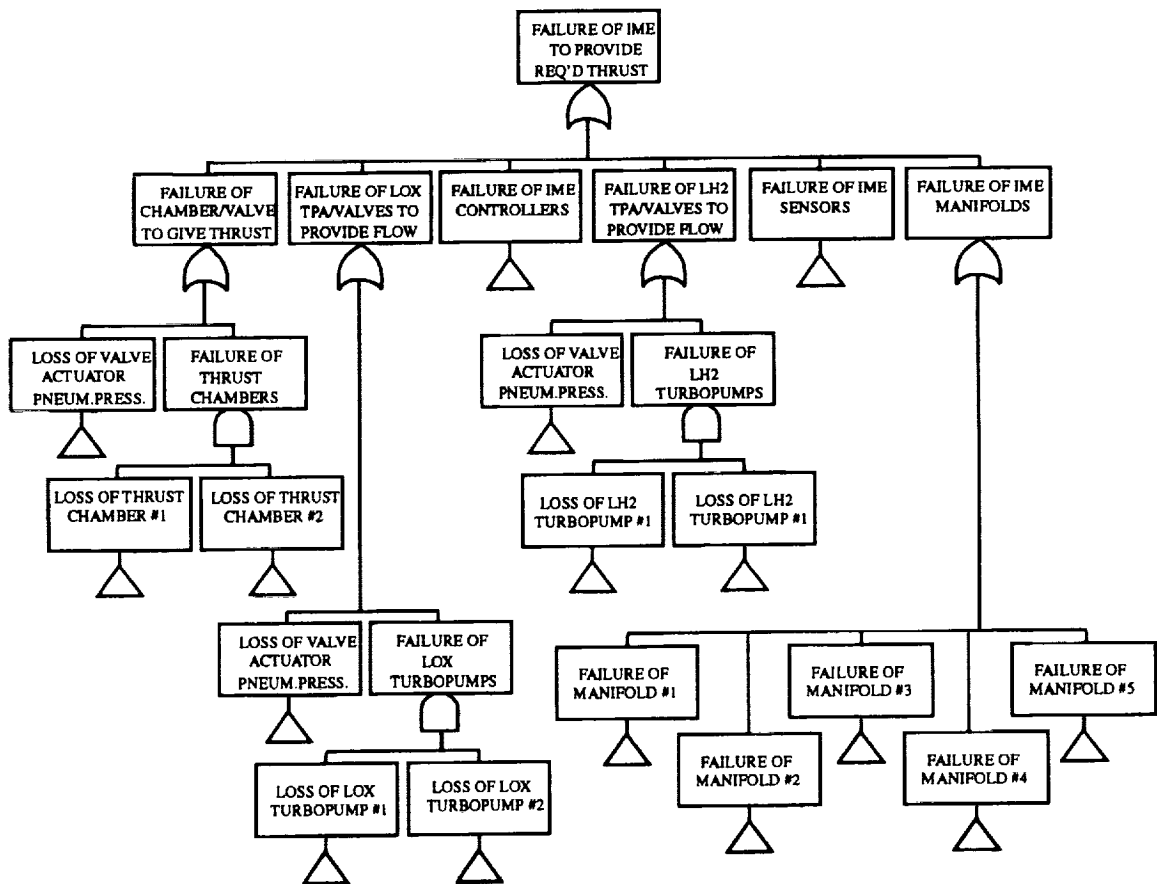 FAILURE OF IME
TO PROVIDE
REQ'D THRUST
FAILURE OF
CHAMBER/VALVE
TO GIVE THRUST
FAILURE OF LOX
TPA/VALVES TO
PROVIDE FLOW
FAILURE OF IME
CONTROLLERS
FAILURE OF LH2
TPA/VALVES TO
PROVIDE FLOW
FAILURE OF IME
SENSORS
FAILURE OF IME
MANIFOLDS
LOSS OF VALVE
ACTUATOR
PNEUM.PRESS.
FAILURE OF
THRUST
CHAMBERS
LOSS OF VALVE
ACTUATOR
PNEUM.PRESS.
FAILURE OF
LH2
TURBOPUMPS
LOSS OF THRUST
CHAMBER #1
LOSS OF THRUST
CHAMBER #2
LOSS OF LH2
TURBOPUMP #1
LOSS OF LH2
TURBOPUMP #1
LOSS OF VALVE
ACTUATOR
PNEUM.PRESS.
FAILURE OF
LOX
TURBOPUMPS
FAILURE OF
MANIFOLD #1
FAILURE OF
MANIFOLD #3
FAILURE OF
MANIFOLD #5
FAILURE OF
MANIFOLD #2
FAILURE OF
MANIFOLD #4
LOSS OF LOX
TURBOPUMP #1
LOSS OF LOX
TURBOPUMP #2